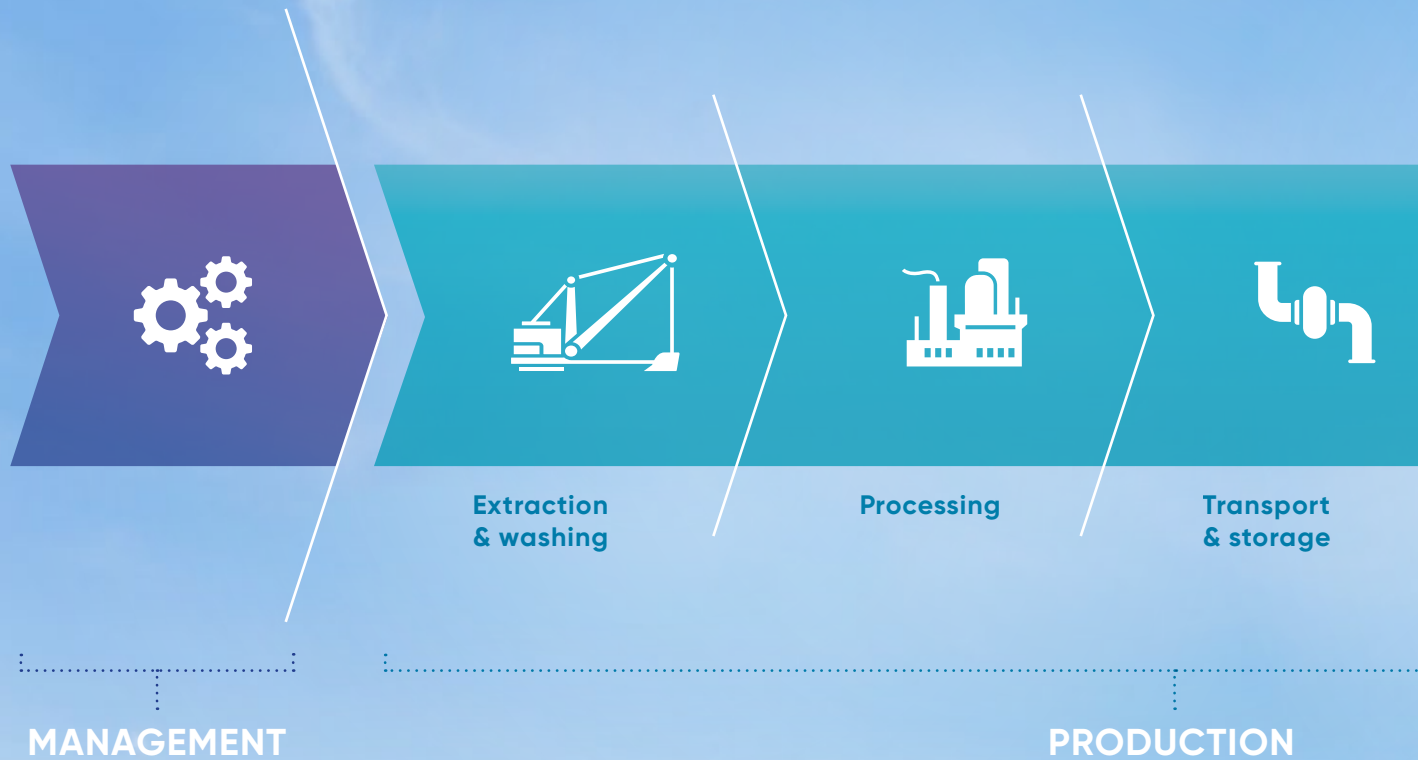 Extraction
& washing
Processing
Transport
& storage
MANAGEMENT
PRODUCTION